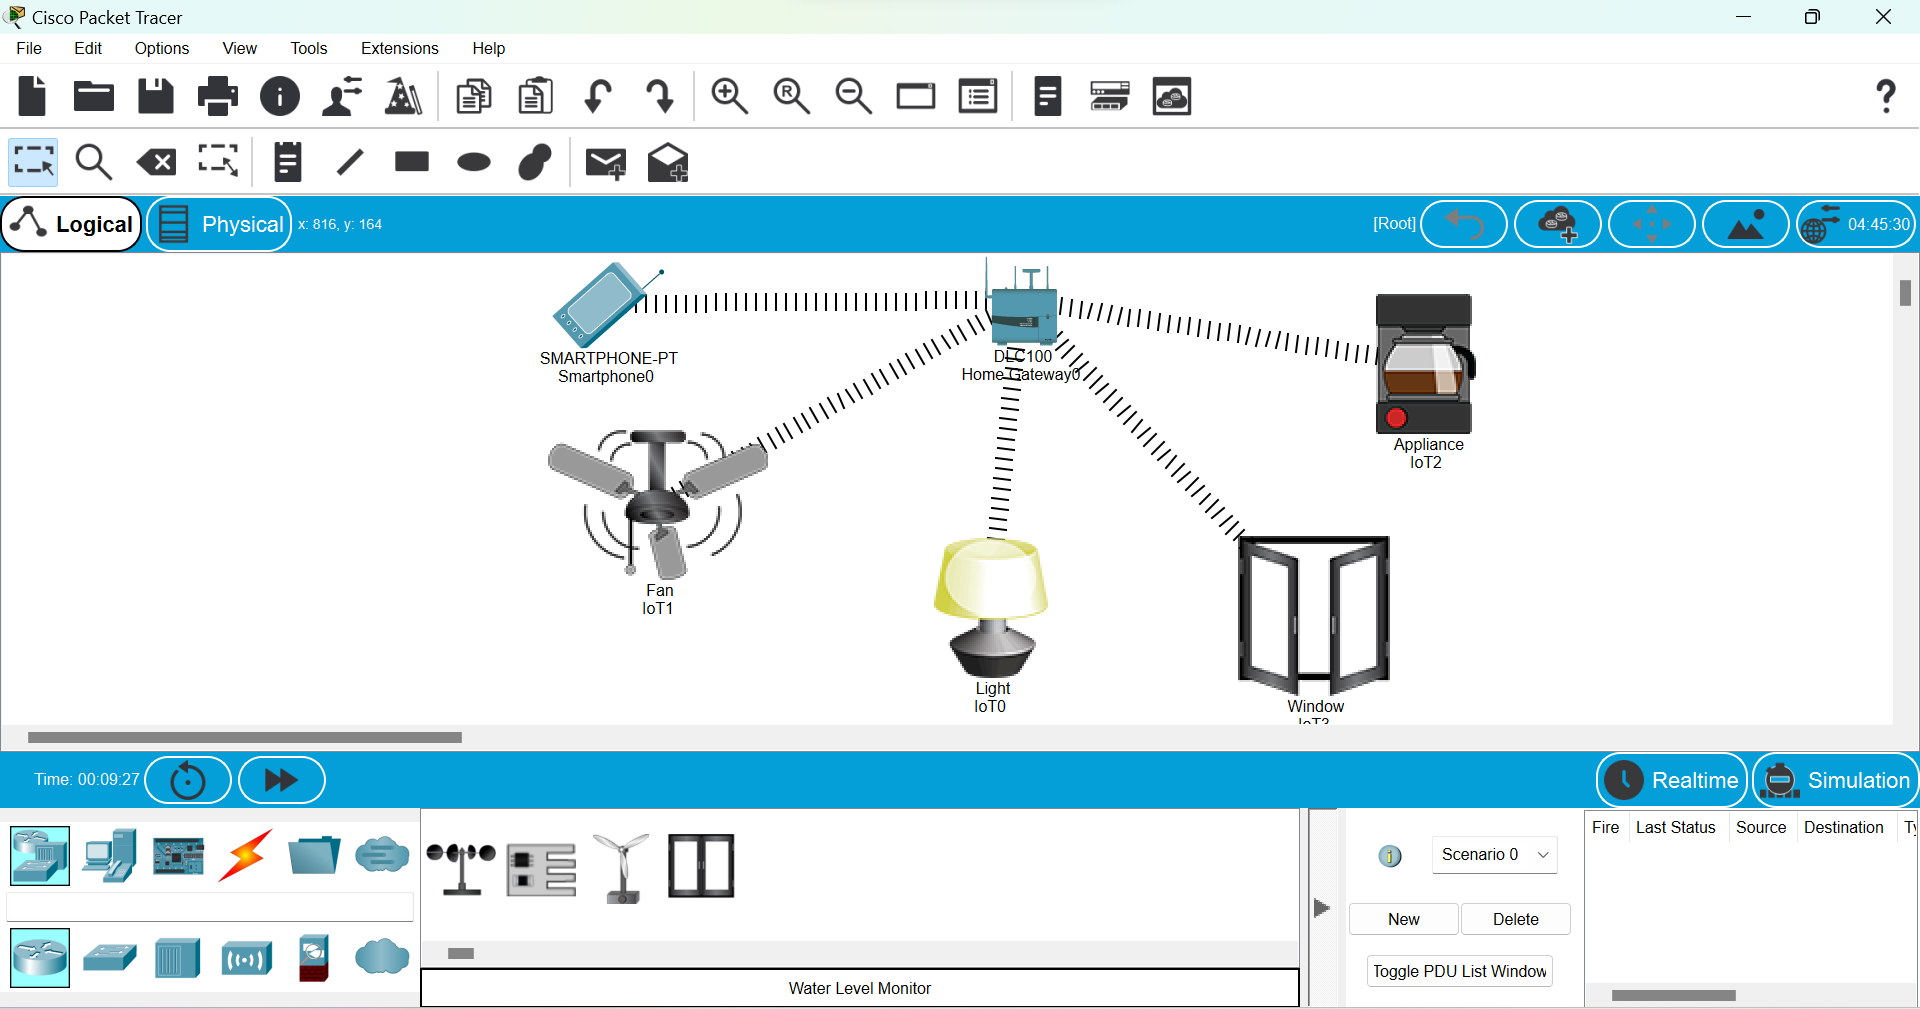 Cisco Packet Tracer
File Edit Options View Tools Extensions Help
Logical Physical x: 816, y: 164 [Root] 04:45:30
SMARTPHONE-PT
Smartphone0
DLC100
Home Gateway0
Appliance
IoT2
Fan
IoT1
Light
IoT0
Window
IoT3
Time: 00:09:27 Realtime Simulation
Fire Last Status Source Destination Ty
Scenario 0
New Delete
Toggle PDU List Window
Water Level Monitor